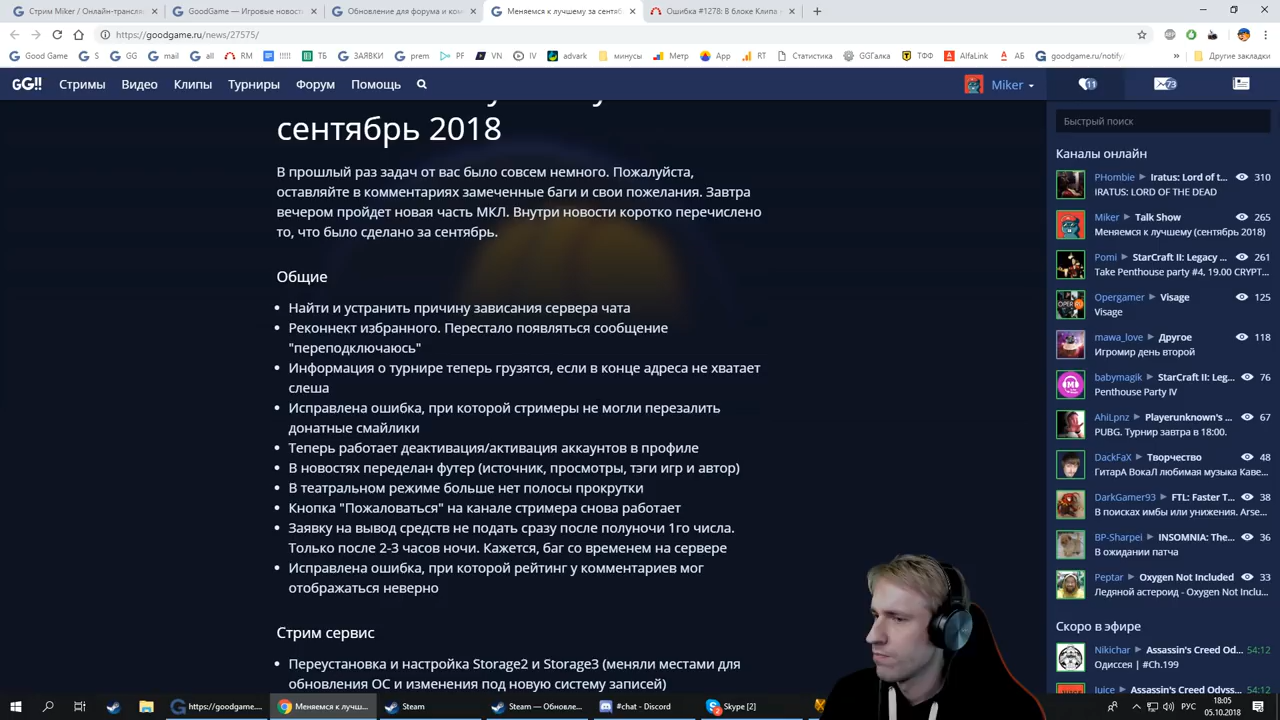 Стрим Miker / Онлайн-трансля
GoodGame — Игровые новост
Обновление для форума и ком
Меняемся к лучшему за сентяб
Ошибка #1278: В блоке Клипа н
https://goodgame.ru/news/27575/
Good Game
S
GG
mail
RM
!!!!!
ТБ
ЗАЯВКИ
prem
PF
VN
IV
advark
минусы
Метр
App
RT
Статистика
GGГалка
ТФФ
AlfaLink
АБ
goodgame.ru/notify
»
Другие закладки
GG!!
Стримы
Видео
Клипы
Турниры
Форум
Помощь
Miker
11
73
сентябрь 2018
В прошлый раз задач от вас было совсем немного. Пожалуйста,
оставляйте в комментариях замеченные баги и свои пожелания. Завтра
вечером пройдет новая часть МКЛ. Внутри новости коротко перечислено
то, что было сделано за сентябрь.
Общие
• Найти и устранить причину зависания сервера чата
• Реконнект избранного. Перестало появляться сообщение
"переподключаюсь"
• Информация о турнире теперь грузятся, если в конце адреса не хватает
слеша
• Исправлена ошибка, при которой стримеры не могли перезалить
донатные смайлики
• Теперь работает деактивация/активация аккаунтов в профиле
• В новостях переделан футер (источник, просмотры, тэги игр и автор)
• В театральном режиме больше нет полосы прокрутки
• Кнопка "Пожаловаться" на канале стримера снова работает
• Заявку на вывод средств не подать сразу после полуночи 1го числа.
Только после 2-3 часов ночи. Кажется, баг со временем на сервере
• Исправлена ошибка, при которой рейтинг у комментариев мог
отображаться неверно
Стрим сервис
• Переустановка и настройка Storage2 и Storage3 (меняли местами для
обновления ОС и изменения под новую систему записей)
Быстрый поиск
Каналы онлайн
PHombie Iratus: Lord of t... 310
IRATUS: LORD OF THE DEAD
Miker Talk Show 265
Меняемся к лучшему (сентябрь 2018)
Pomi StarCraft II: Legacy ... 261
Take Penthouse party #4, 19.00 CRYPT...
Opergamer Visage 125
Visage
mawa_love Другое 118
Игромир день второй
babymagik StarCraft II: Leg... 76
Penthouse Party IV
AhiLpnz Playerunknown's ... 67
PUBG. Турнир завтра в 18:00.
DackFaX Творчество 48
ГитарА ВокаЛ любимая музыка Каве...
DarkGamer93 FTL: Faster T... 38
В поисках имбы или унижения. Arse...
BP-Sharpei INSOMNIA: The... 36
В ожидании патча
Peptar Oxygen Not Included 33
Ледяной астероид - Oxygen Not Inclu...
Скоро в эфире
Nikichar Assassin's Creed Od... 54:12
Одиссея | #Ch.199
Juice Assassin's Creed Odyss... 54:12
https://goodgame....
Меняемся к лучш...
Steam
Steam — Обновле...
#chat - Discord
Skype [2]
РУС
18:05
05.10.2018